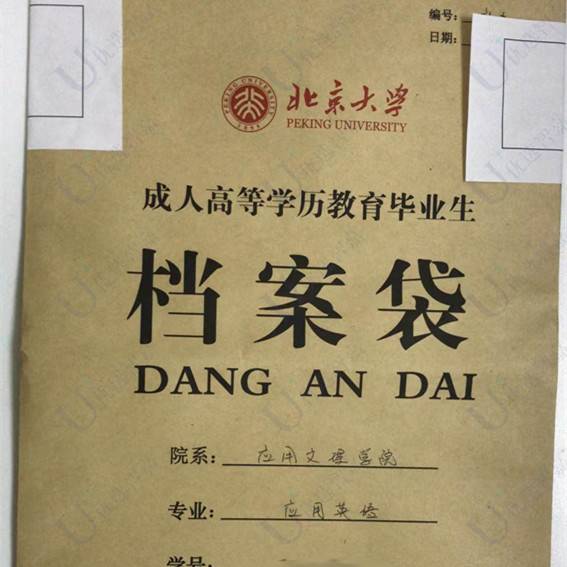 编号:
日期:
北京大学
PEKING UNIVERSITY
成人高等学历教育毕业生
档案袋
DANG AN DAI
院系: 应用文理学院
专业: 应用英语
学号: